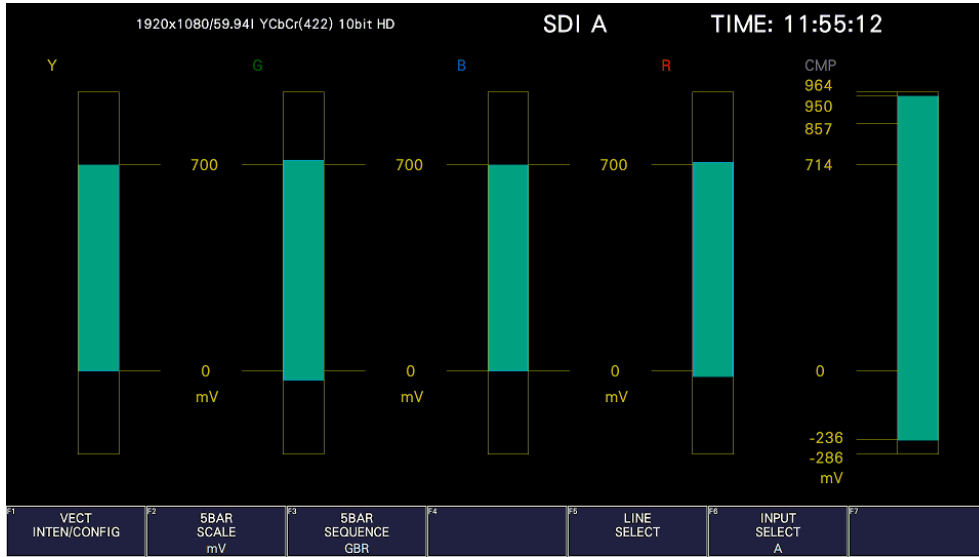 1920x1080/59.94I YCbCr(422) 10bit HD
SDI A
TIME: 11:55:12
Y
G
B
R
CMP
964
950
857
700
700
700
714
0
0
0
0
mV
mV
mV
-236
-286
mV
F1
VECT
INTEN/CONFIG
F2
5BAR
SCALE
mV
F3
5BAR
SEQUENCE
GBR
F4
F5
LINE
SELECT
F6
INPUT
SELECT
A
F7